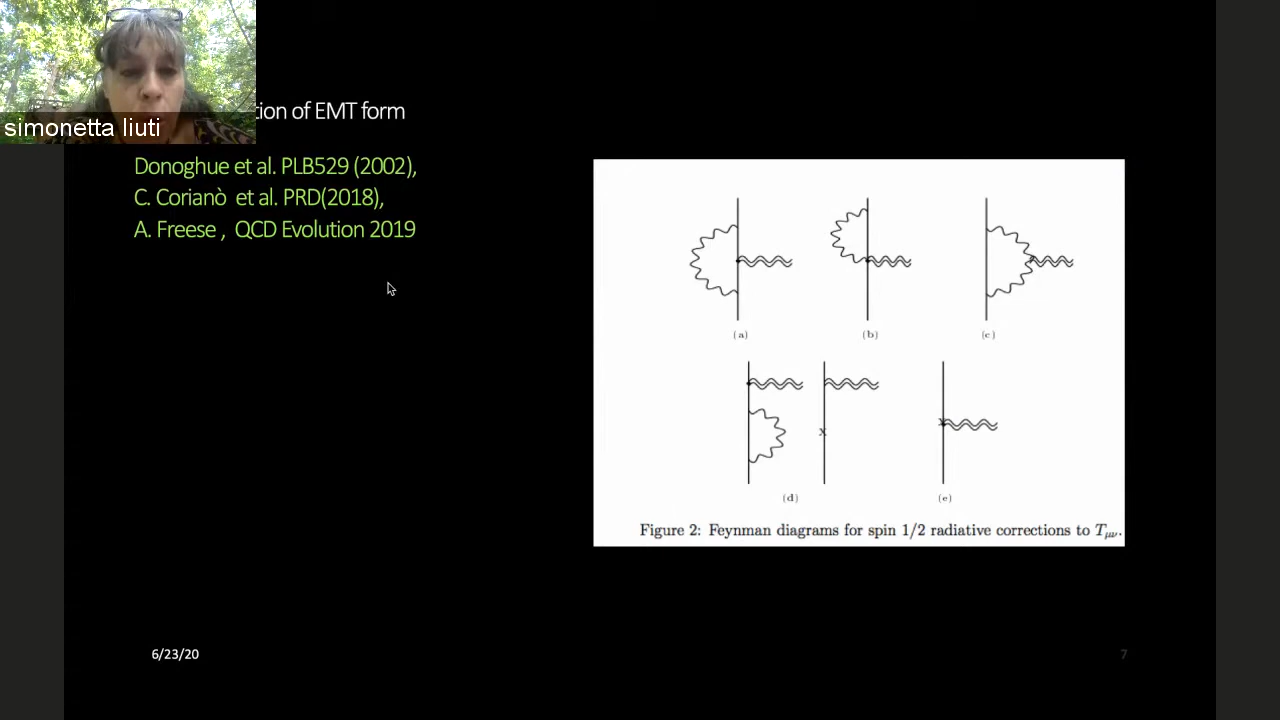 tion of EMT form
simonetta liuti
Donoghue et al. PLB529 (2002),
C. Corianò et al. PRD(2018),
A. Freese , QCD Evolution 2019
(a)
(b)
(c)
x
x
(d)
(e)
Figure 2: Feynman diagrams for spin 1/2 radiative corrections to Tμν.
6/23/20
7